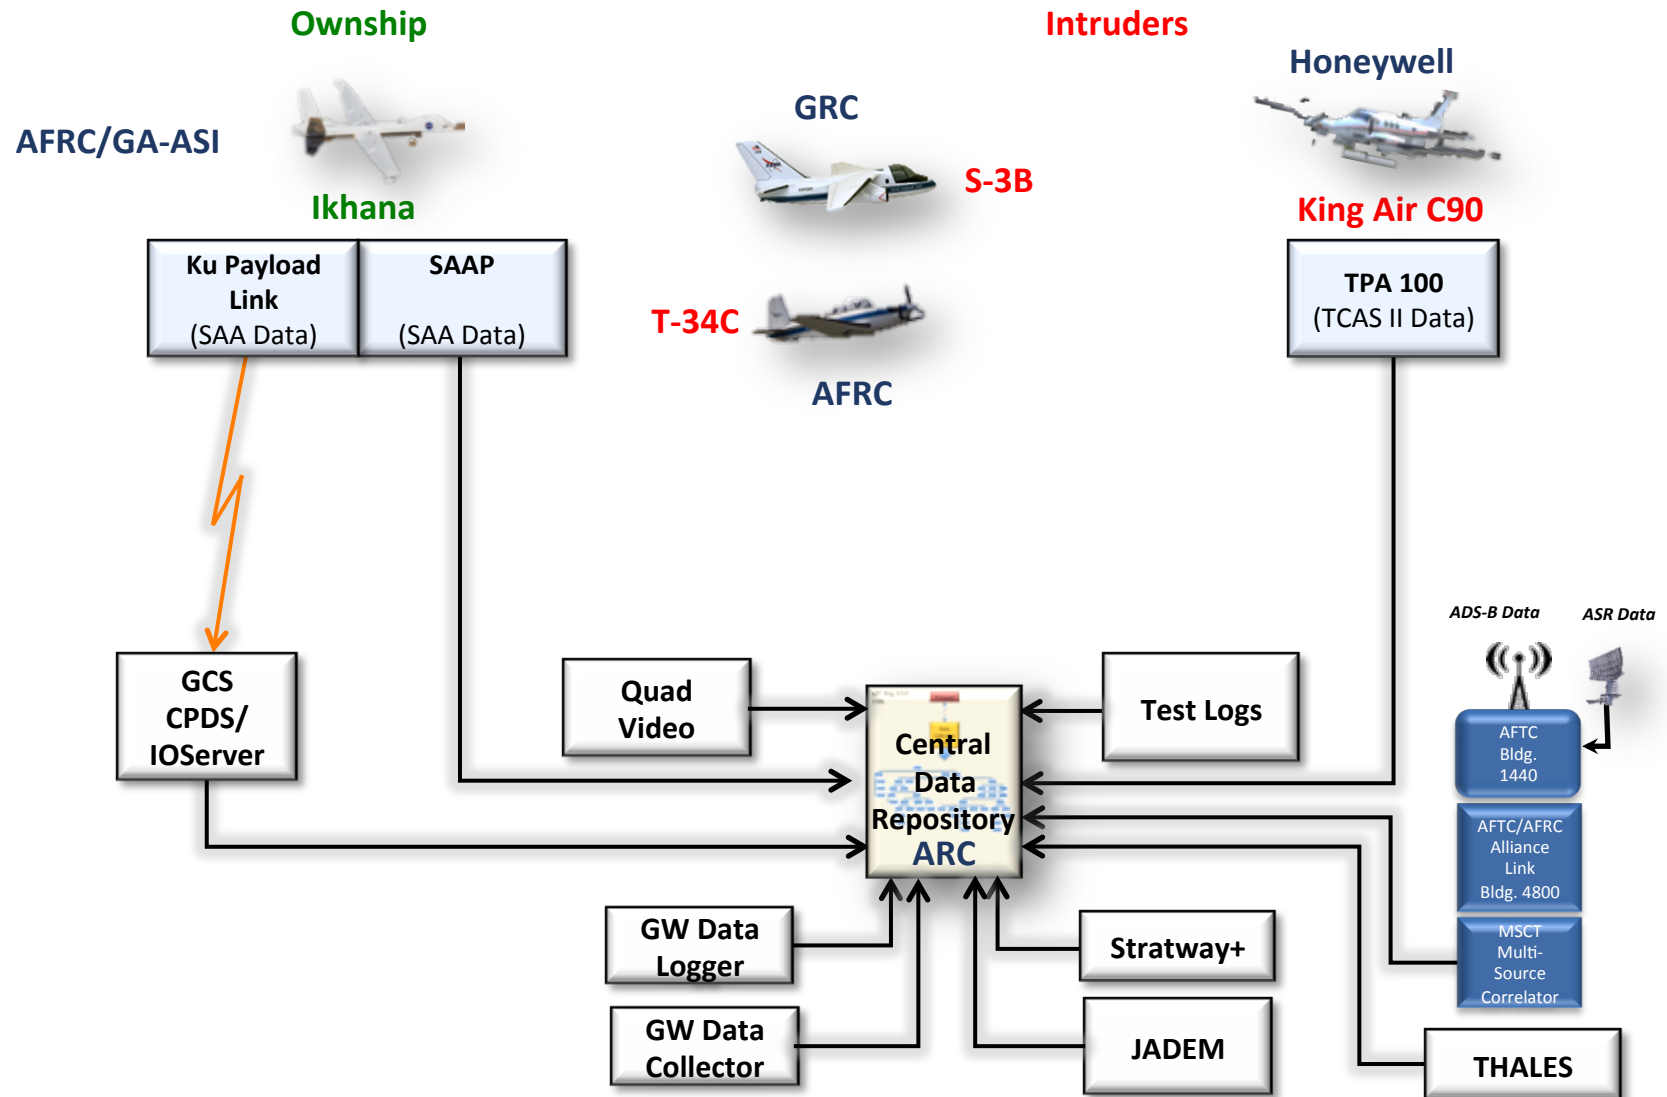 Ownship
Intruders
AFRC/GA-ASI
Ikhana
GRC
S-3B
T-34C
AFRC
Honeywell
King Air C90
Ku Payload
Link
(SAA Data)
SAAP
(SAA Data)
TPA 100
(TCAS II Data)
GCS
CPDS/
IOServer
Quad
Video
Central
Data
Repository
ARC
Test Logs
ADS-B Data
ASR Data
AFTC
Bldg.
1440
AFTC/AFRC
Alliance
Link
Bldg. 4800
MSCT
Multi-
Source
Correlator
GW Data
Logger
GW Data
Collector
Stratway+
JADEM
THALES